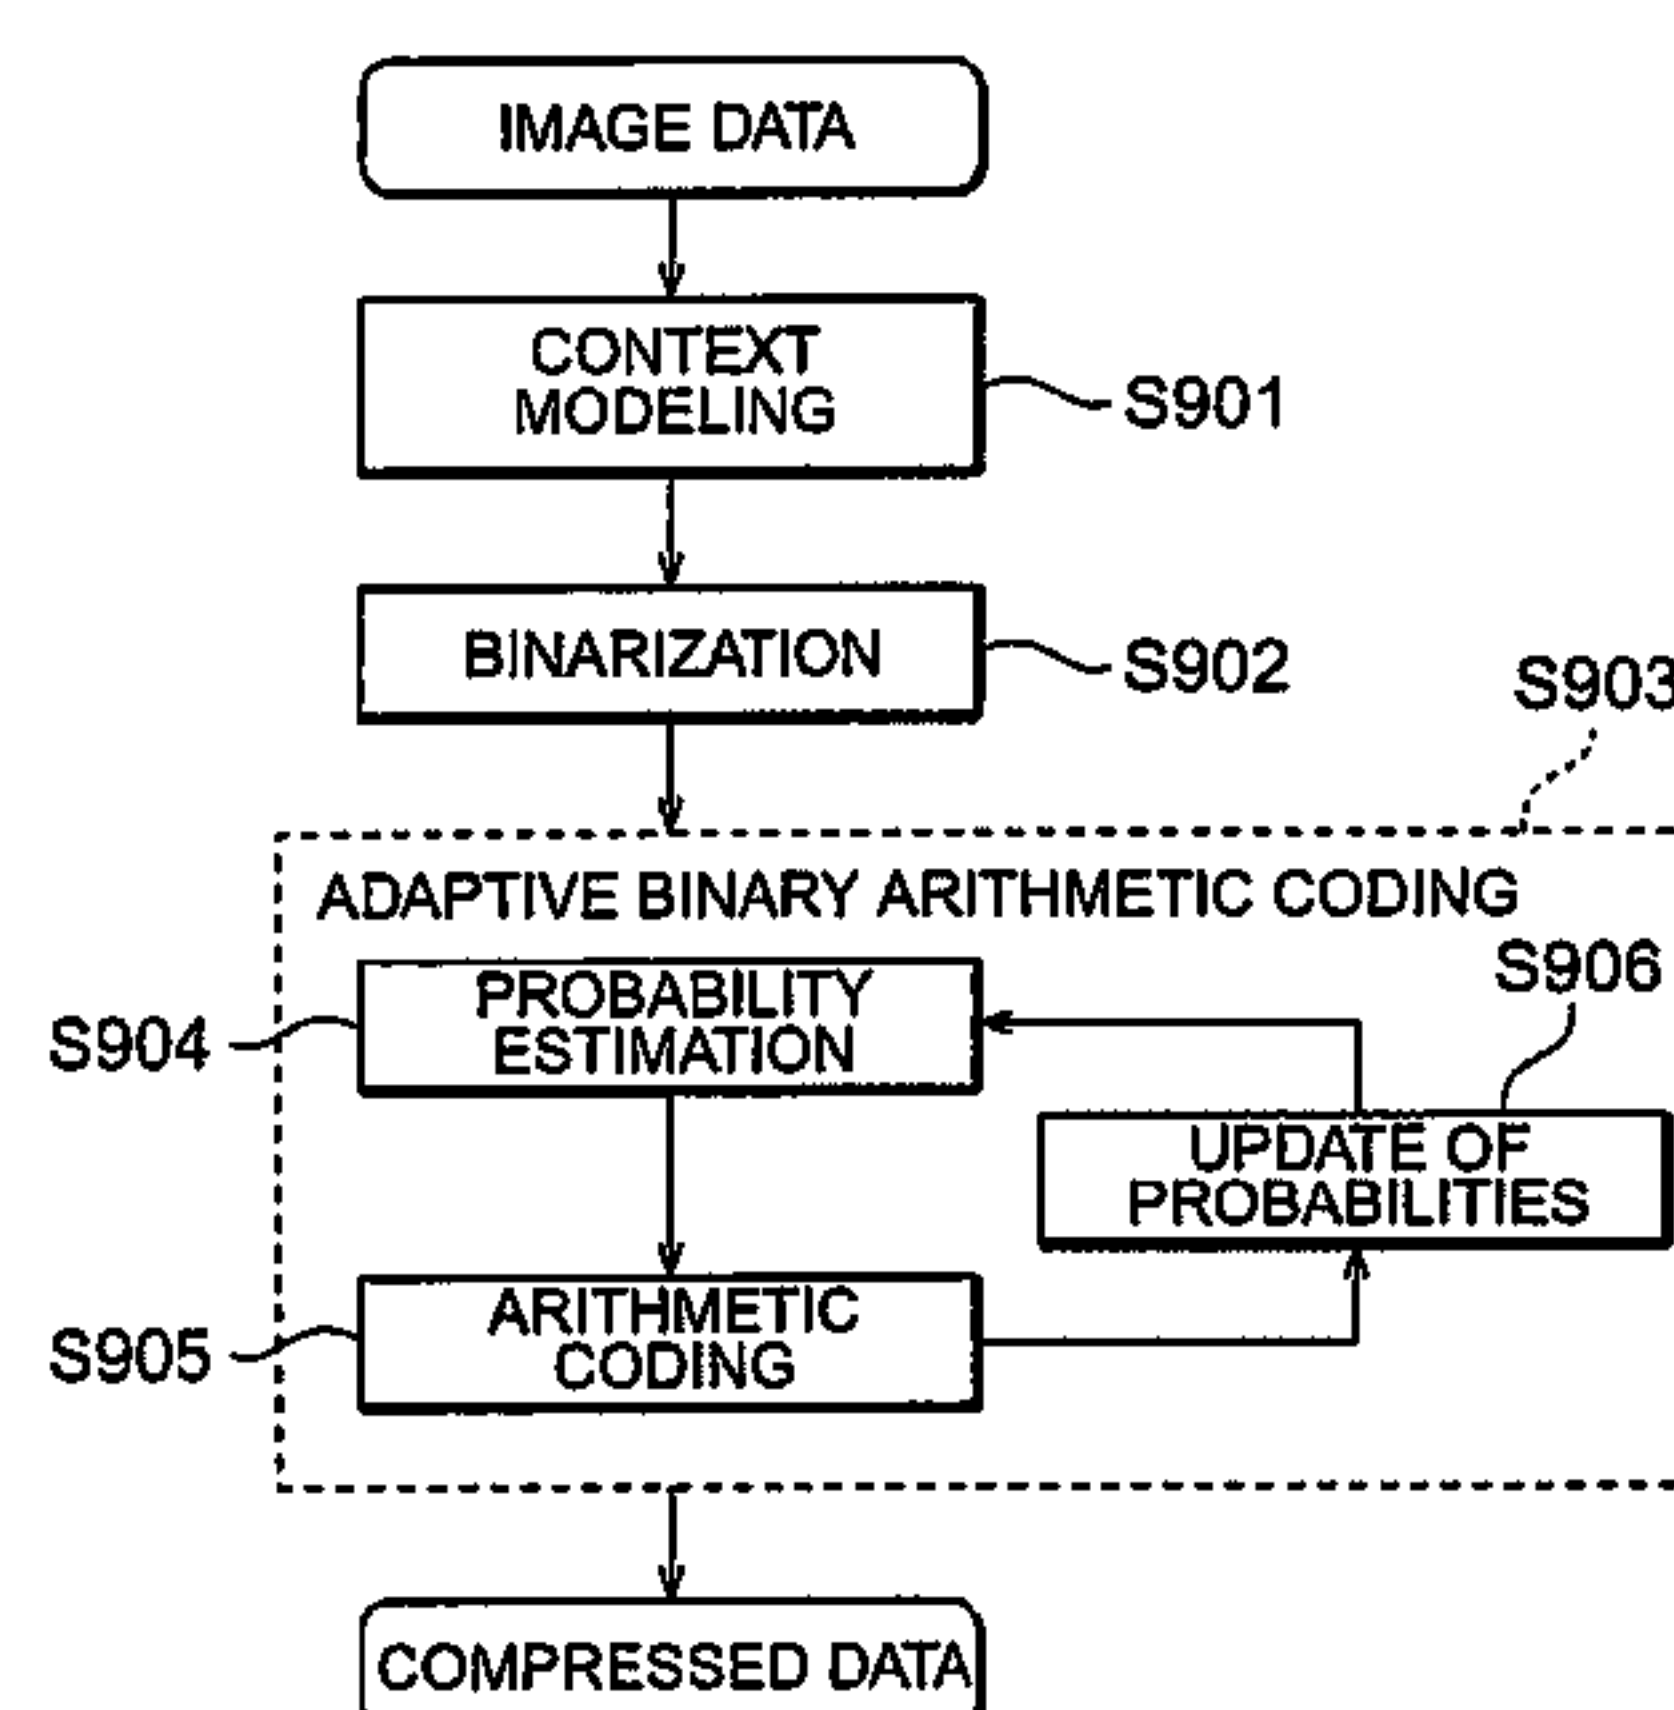 IMAGE DATA
CONTEXT
MODELING
S901
BINARIZATION
S902
S903
ADAPTIVE BINARY ARITHMETIC CODING
PROBABILITY
ESTIMATION
S904
S906
UPDATE OF
PROBABILITIES
ARITHMETIC
CODING
S905
COMPRESSED DATA